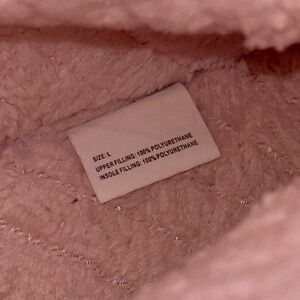 SIZE: L
UPPER FILLING: 100% POLYURETHANE
INSOLE FILLING: 100% POLYURETHANE